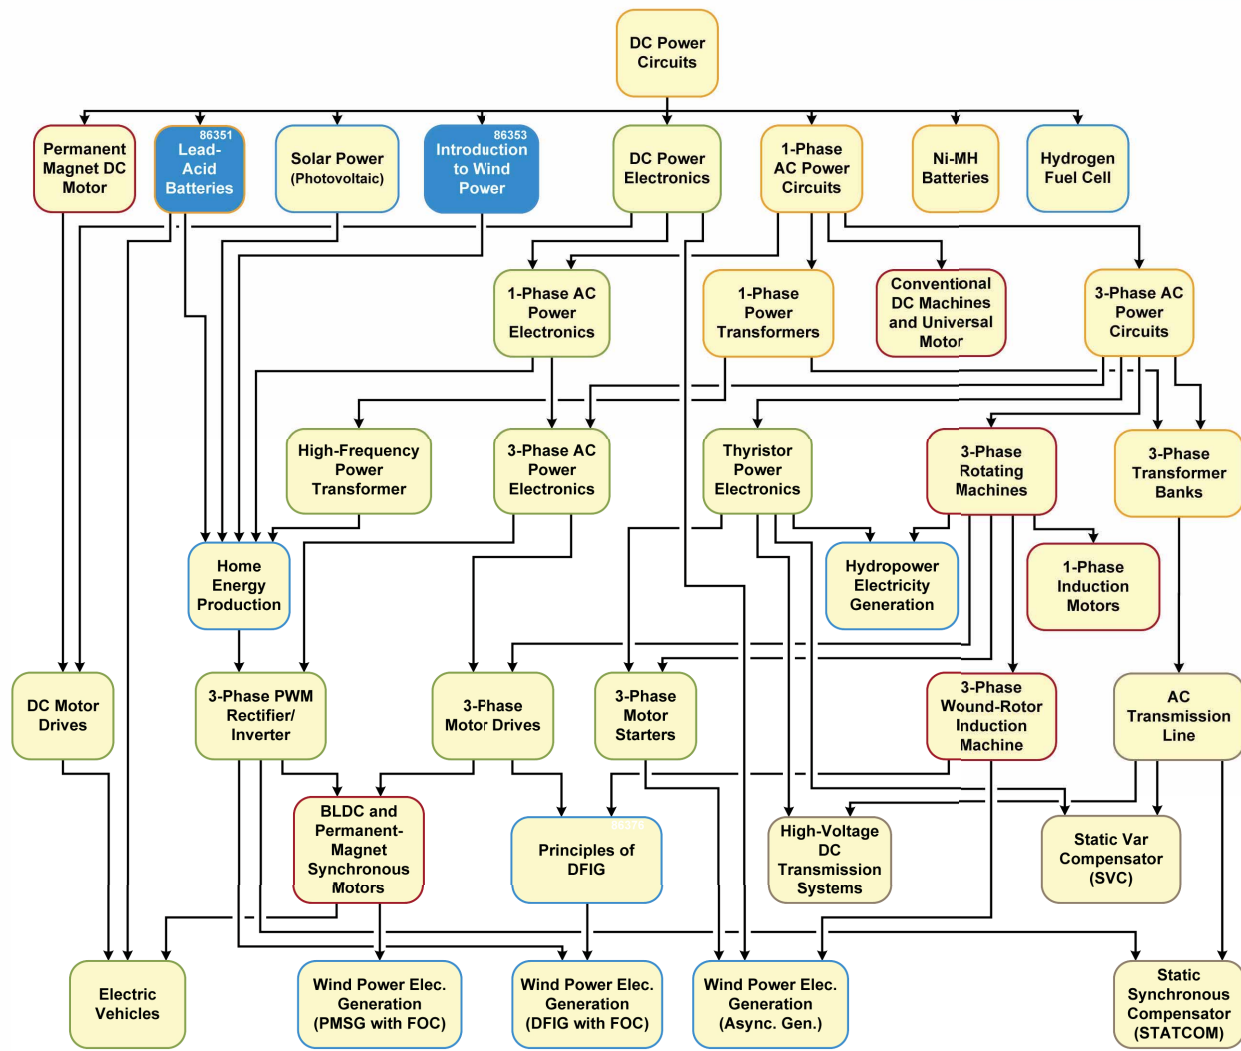 DC Power
Circuits
Permanent
Magnet DC
Motor
86351
Lead-
Acid
Batteries
Solar Power
(Photovoltaic)
86353
Introduction
to Wind
Power
DC Power
Electronics
1-Phase
AC Power
Circuits
Ni-MH
Batteries
Hydrogen
Fuel Cell
1-Phase AC
Power
Electronics
1-Phase
Power
Transformers
Conventional
DC Machines
and Universal
Motor
3-Phase AC
Power
Circuits
High-Frequency
Power
Transformer
3-Phase AC
Power
Electronics
Thyristor
Power
Electronics
3-Phase
Rotating
Machines
3-Phase
Transformer
Banks
Home
Energy
Production
Hydropower
Electricity
Generation
1-Phase
Induction
Motors
DC Motor
Drives
3-Phase PWM
Rectifier/
Inverter
3-Phase
Motor Drives
3-Phase
Motor
Starters
3-Phase
Wound-Rotor
Induction
Machine
AC
Transmission
Line
BLDC and
Permanent-
Magnet
Synchronous
Motors
Principles of
DFIG
High-Voltage
DC
Transmission
Systems
Static Var
Compensator
(SVC)
Electric
Vehicles
Wind Power Elec.
Generation
(PMSG with FOC)
Wind Power Elec.
Generation
(DFIG with FOC)
Wind Power Elec.
Generation
(Async. Gen.)
Static
Synchronous
Compensator
(STATCOM)